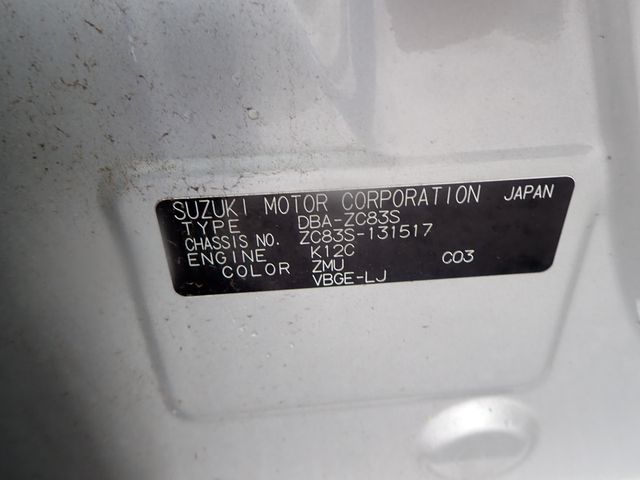 SUZUKI MOTOR CORPORATION JAPAN
TYPE DBA-ZC83S
CHASSIS NO. ZC83S-131517
ENGINE K12C
COLOR ZMU C03
VBGE-LJ